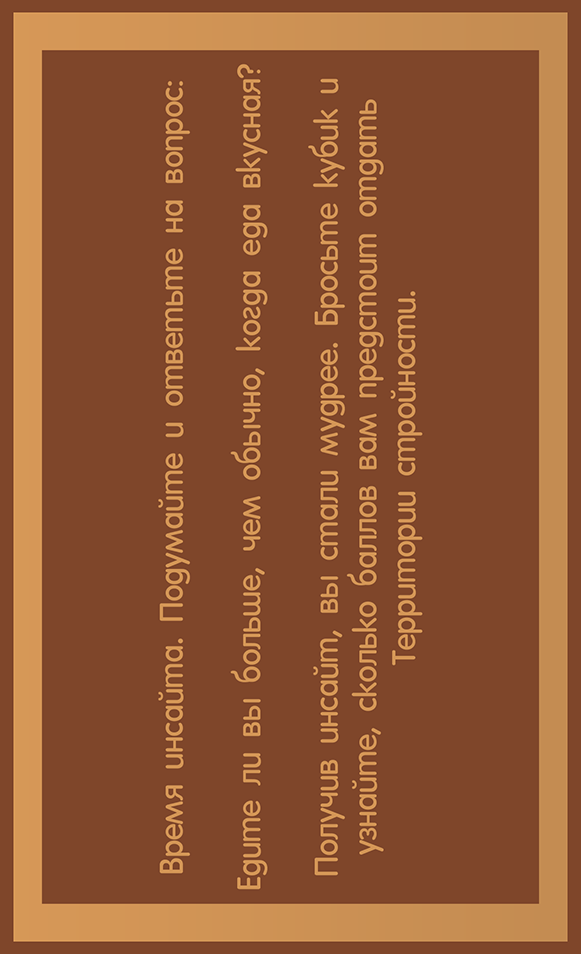 Время инсайта. Подумайте и ответьте на вопрос:
Едите ли вы больше, чем обычно, когда еда вкусная?
Получив инсайт, вы стали мудрее. Бросьте кубик и
узнайте, сколько баллов вам предстоит отдать
Территории стройности.